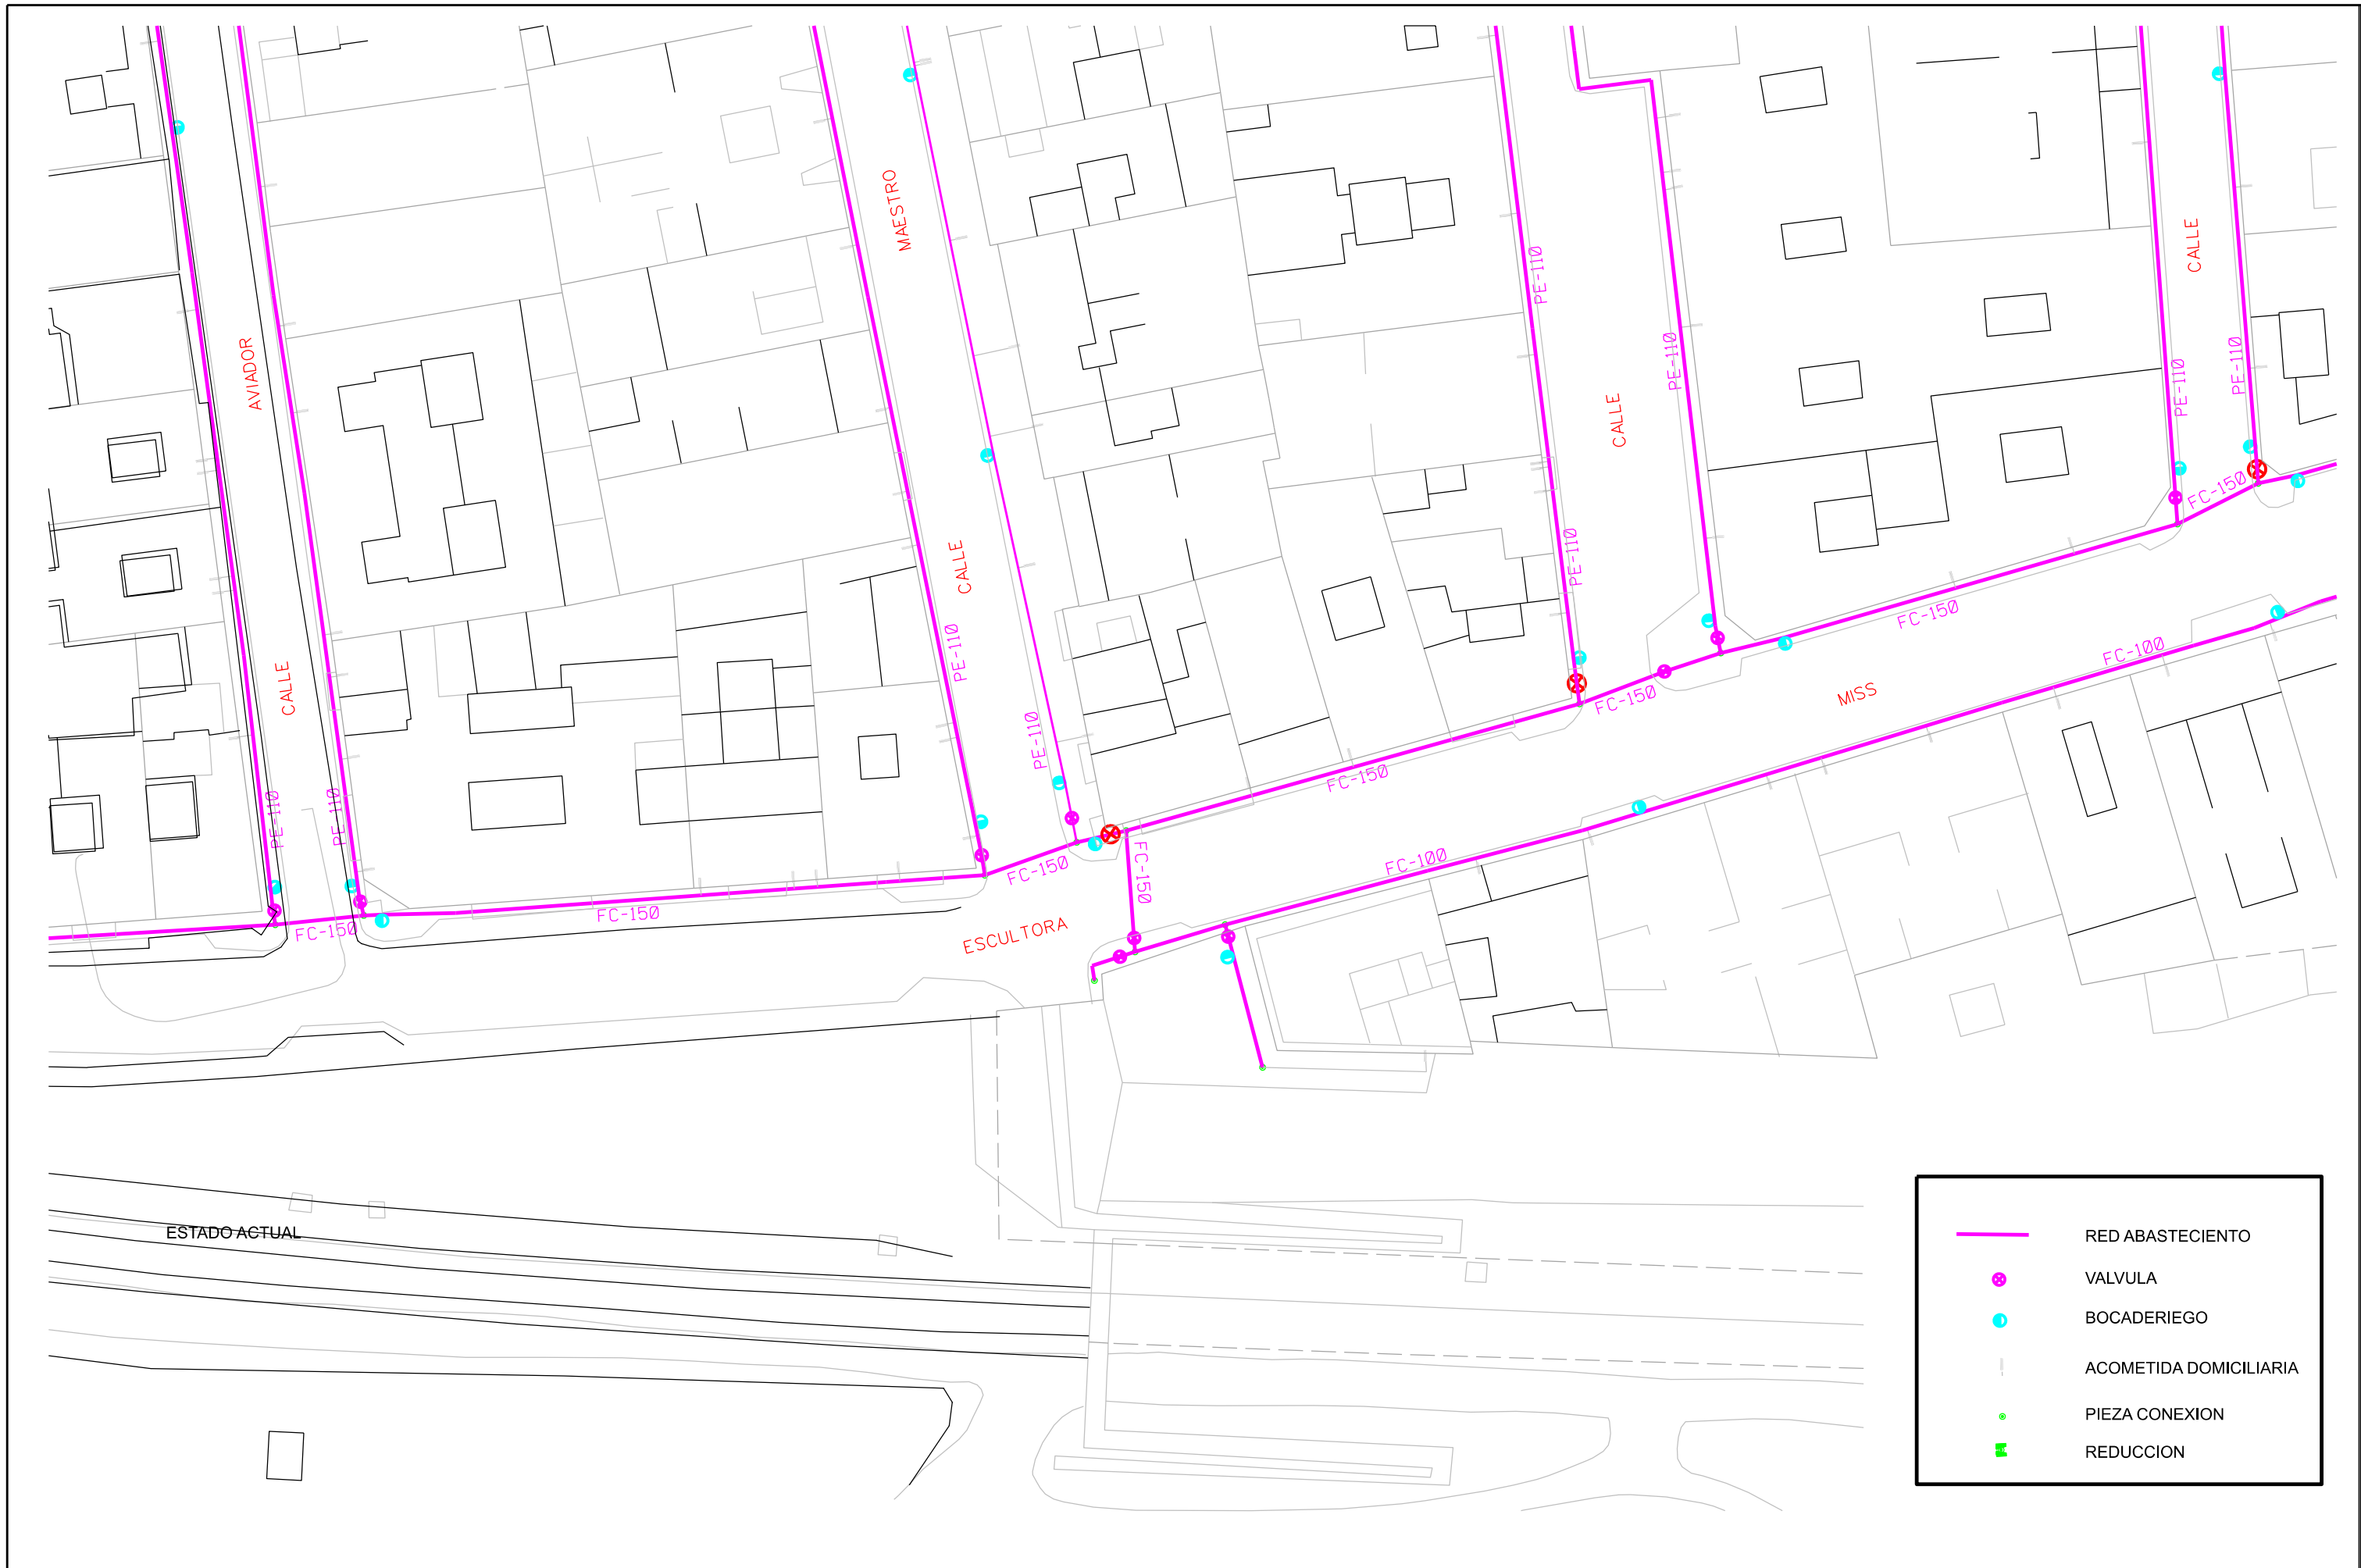 MAESTRO
CALLE
PE-110
PE-110
PE-110
PE-110
AVIADOR
CALLE
FC-150
CALLE
PE-110
FC-150
PE-110
FC-100
CALLE
FC-150
MISS
PE-110
FC-150
PE-110
PE-110
FC-150
FC-100
FC-150
FC-150
FC-150
ESCULTORA
ESTADO ACTUAL
RED ABASTECIENTO
VALVULA
BOCADERIEGO
ACOMETIDA DOMICILIARIA
PIEZA CONEXION
REDUCCION